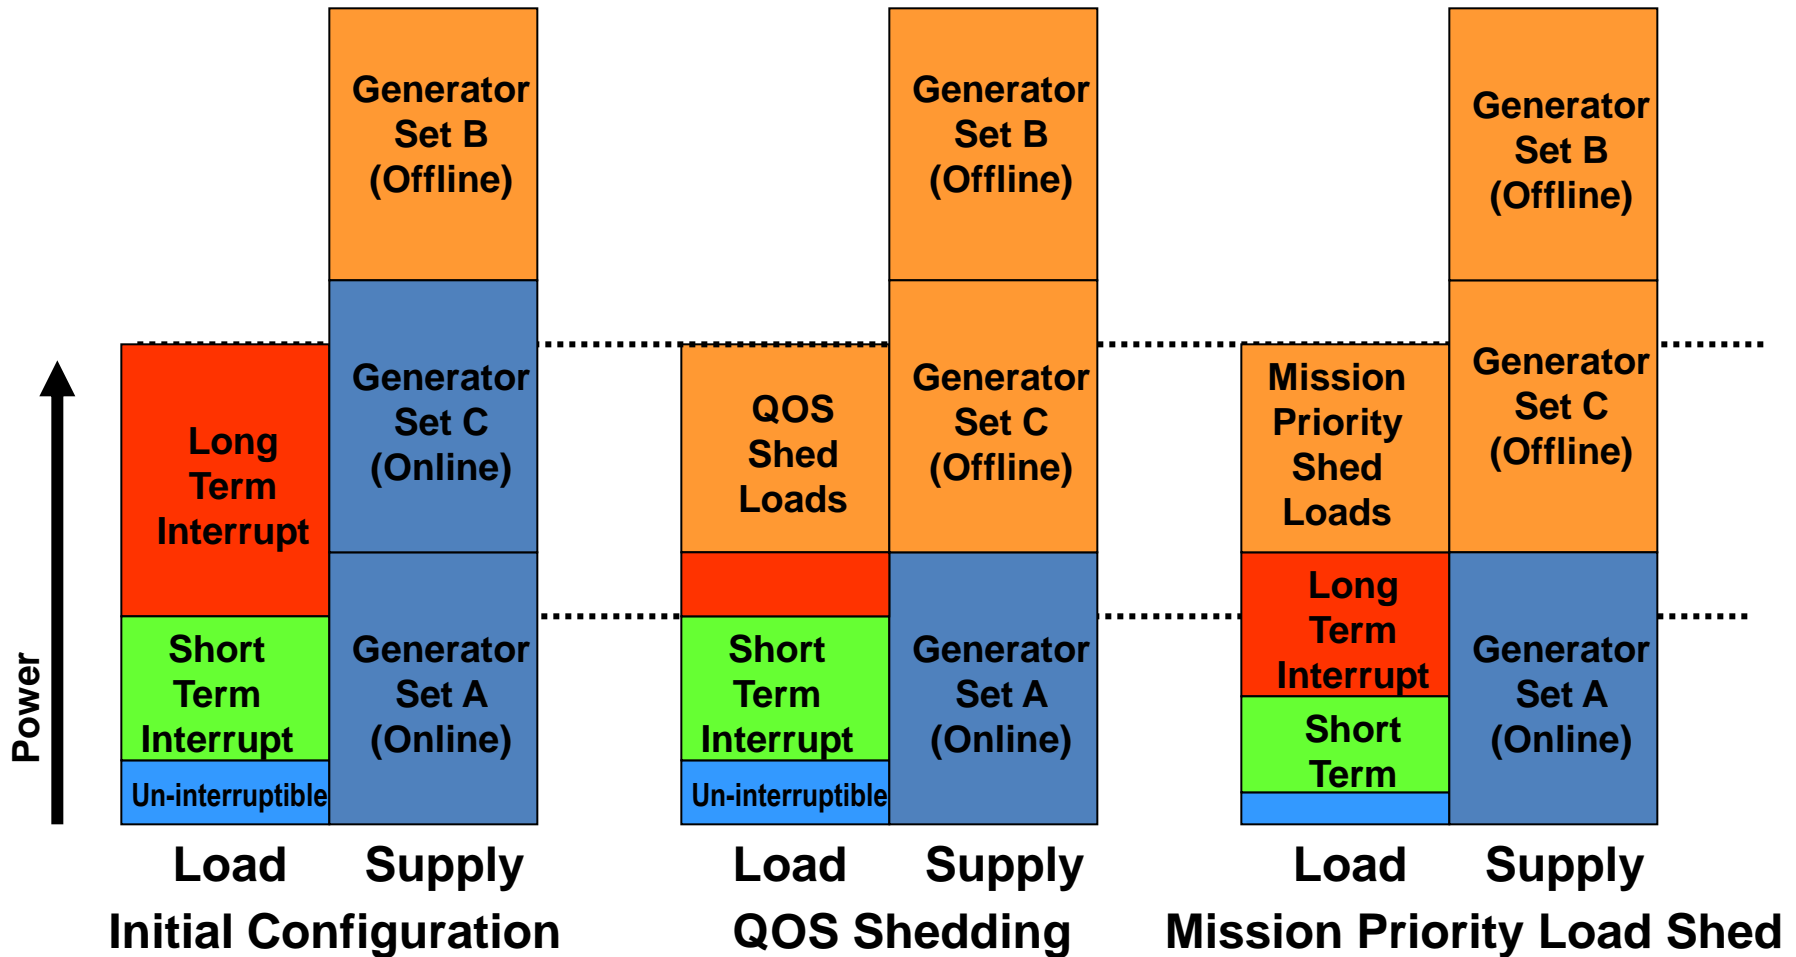 Power
Generator
Set B
(Offline)
Generator
Set C
(Online)
Generator
Set A
(Online)
Long
Term
Interrupt
Short
Term
Interrupt
Un-interruptible
Load
Supply
Initial Configuration
Generator
Set B
(Offline)
Generator
Set C
(Offline)
Generator
Set A
(Online)
QOS
Shed
Loads
Short
Term
Interrupt
Un-interruptible
Load
Supply
QOS Shedding
Generator
Set B
(Offline)
Generator
Set C
(Offline)
Generator
Set A
(Online)
Mission
Priority
Shed
Loads
Long
Term
Interrupt
Short
Term
Load
Supply
Mission Priority Load Shed